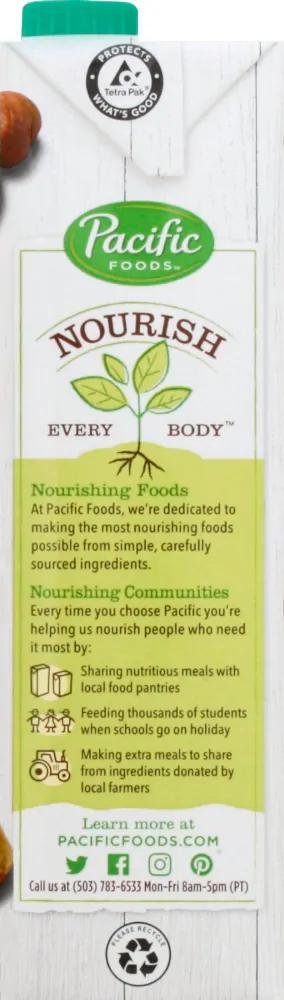 PROTECTS
Tetra Pak®
WHAT'S GOOD
Pacific
FOODS™
NOURISH
EVERY BODY™
Nourishing Foods
At Pacific Foods, we're dedicated to
making the most nourishing foods
possible from simple, carefully
sourced ingredients.
Nourishing Communities
Every time you choose Pacific you're
helping us nourish people who need
it most by:
Sharing nutritious meals with
local food pantries
Feeding thousands of students
when schools go on holiday
Making extra meals to share
from ingredients donated by
local farmers
Learn more at
PACIFICFOODS.COM
Call us at (503) 783-6533 Mon-Fri 8am-5pm (PT)
PLEASE RECYCLE